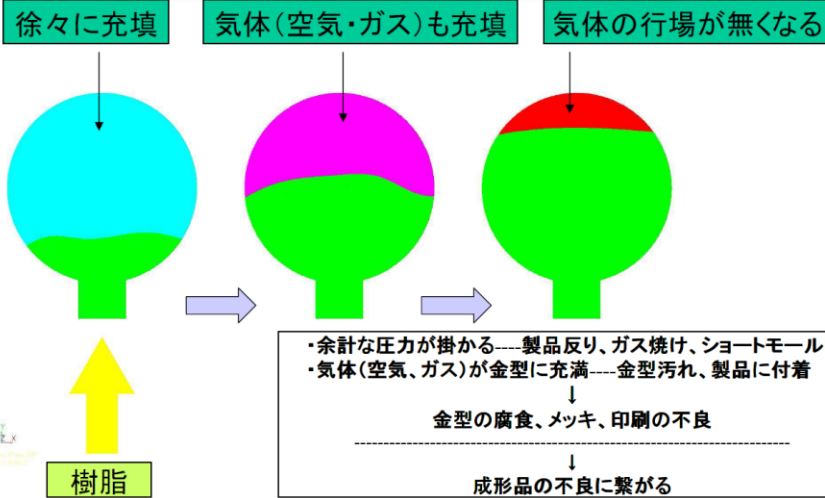 徐々に充填
気体(空気・ガス)も充填
気体の行場が無くなる
・余計な圧力が掛かる----製品反り、ガス焼け、ショートモール
・気体(空気、ガス)が金型に充満----金型汚れ、製品に付着
↓
金型の腐食、メッキ、印刷の不良
↓
成形品の不良に繋がる
樹脂